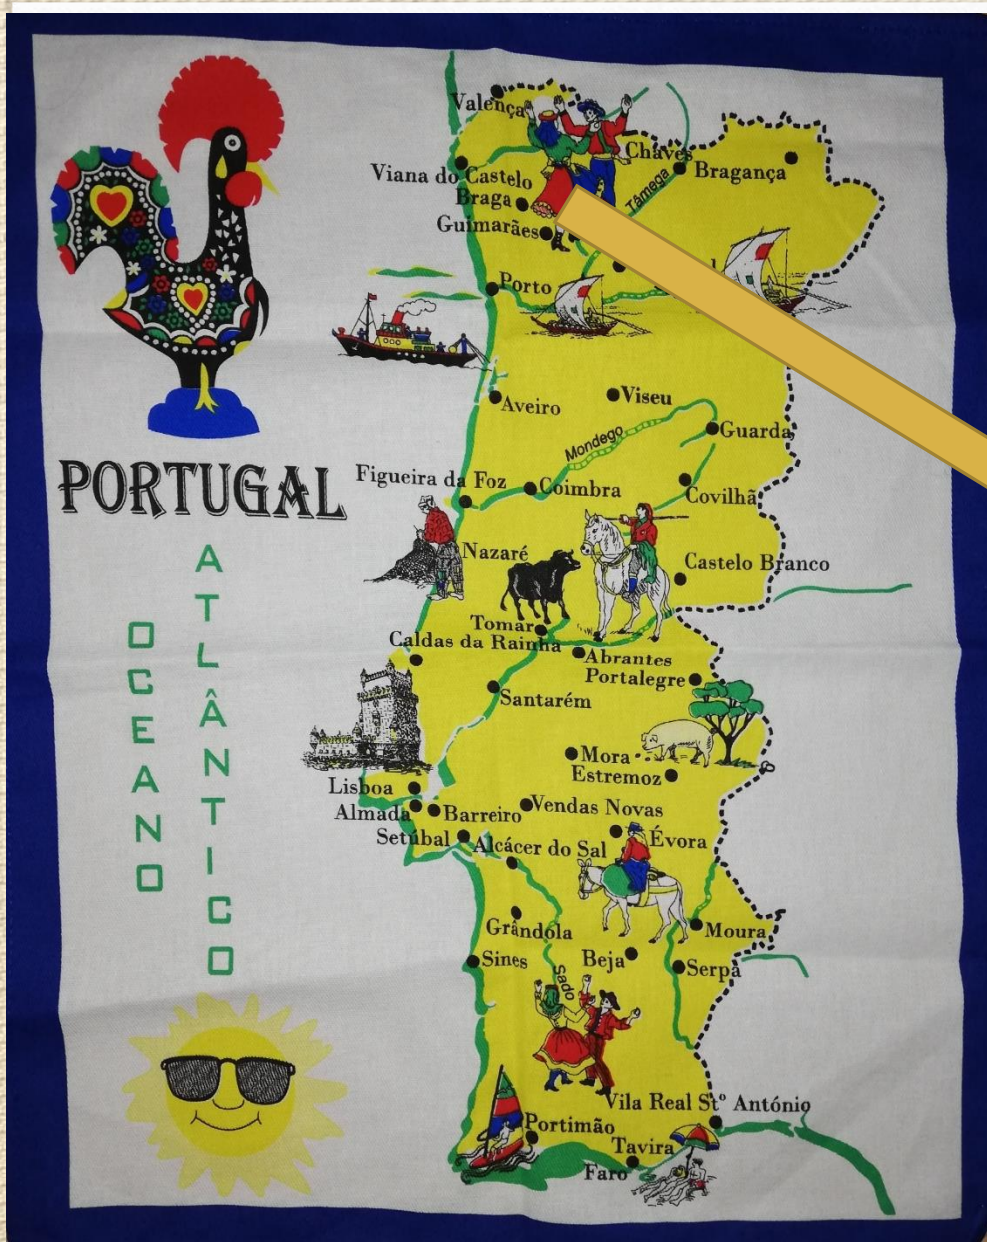 Valença
Chaves
Viana do Castelo
Bragança
Tâmega
Braga
Guimarães
Porto
Aveiro
Viseu
Mondego
Guarda
PORTUGAL
Figueira da Foz
Coimbra
Covilhã
Nazaré
Castelo Branco
OCEANO
ATLÂNTICO
Tomar
Caldas da Rainha
Abrantes
Portalegre
Santarém
Mora
Estremoz
Lisboa
Almada
Barreiro
Vendas Novas
Setúbal
Alcácer do Sal
Évora
Grândola
Moura
Sines
Beja
Serpa
Sado
Vila Real Stº António
Portimão
Tavira
Faro